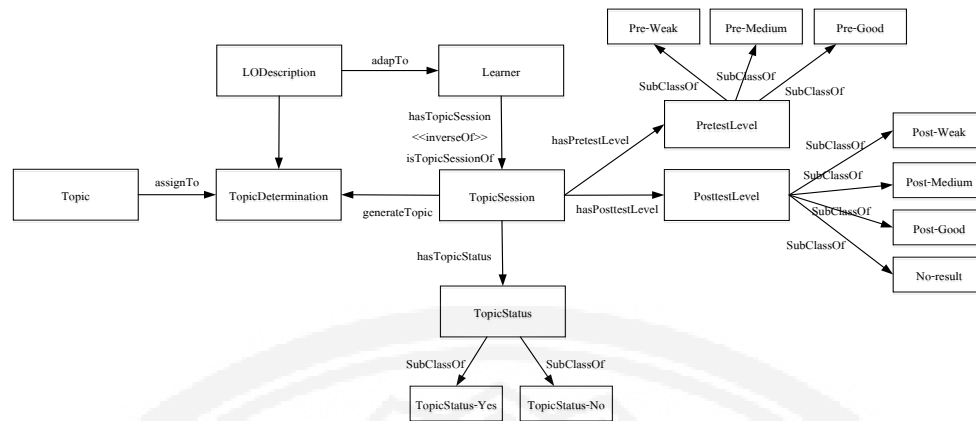 Pre-Weak
Pre-Medium
Pre-Good
LODescription
adapTo
Learner
SubClassOf
SubClassOf
SubClassOf
hasTopicSession
<<inverseOf>>
isTopicSessionOf
hasPretestLevel
PretestLevel
Post-Weak
SubClassOf
Topic
assignTo
TopicDetermination
generateTopic
TopicSession
hasPosttestLevel
PosttestLevel
SubClassOf
Post-Medium
SubClassOf
Post-Good
SubClassOf
No-result
hasTopicStatus
TopicStatus
SubClassOf
SubClassOf
TopicStatus-Yes
TopicStatus-No